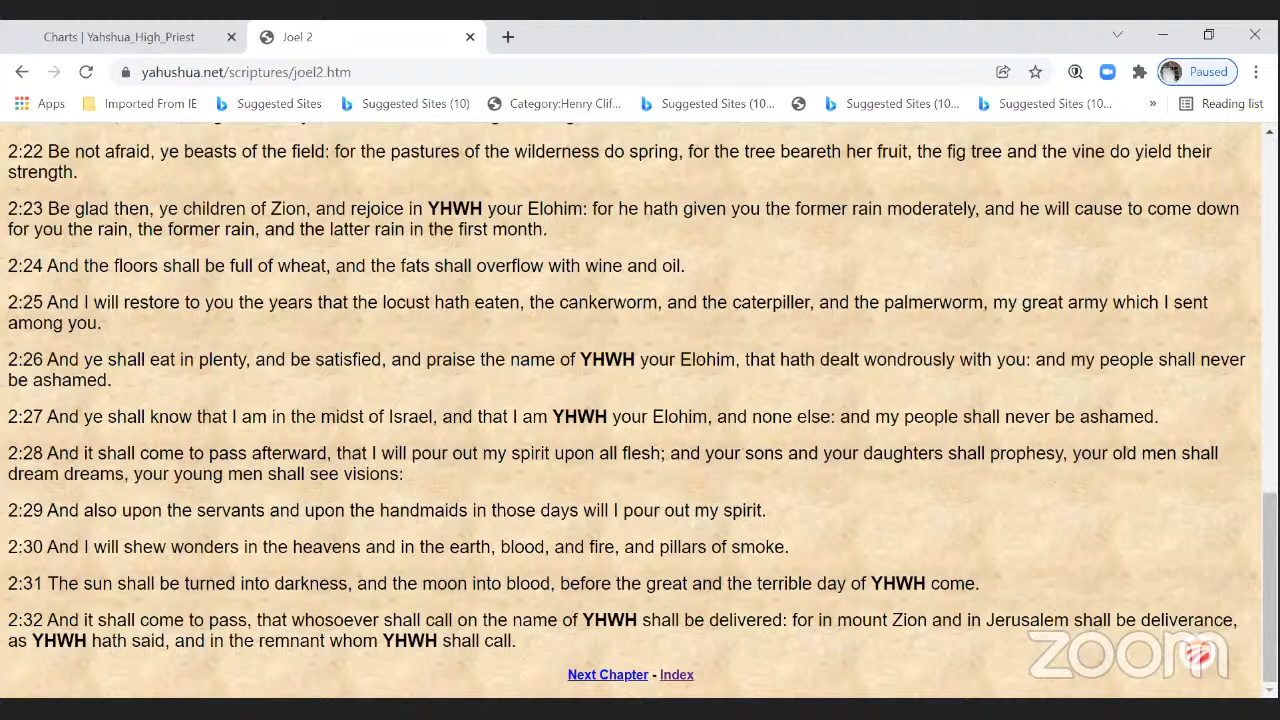 Charts | Yahshua_High_Priest
Joel 2
yahushua.net/scriptures/joel2.htm
Paused
Apps
Imported From IE
Suggested Sites
Suggested Sites (10)
Category:Henry Clif...
Suggested Sites (10...
Suggested Sites (10...
Suggested Sites (10...
»
Reading list
2:22 Be not afraid, ye beasts of the field: for the pastures of the wilderness do spring, for the tree beareth her fruit, the fig tree and the vine do yield their
strength.
2:23 Be glad then, ye children of Zion, and rejoice in YHWH your Elohim: for he hath given you the former rain moderately, and he will cause to come down
for you the rain, the former rain, and the latter rain in the first month.
2:24 And the floors shall be full of wheat, and the fats shall overflow with wine and oil.
2:25 And I will restore to you the years that the locust hath eaten, the cankerworm, and the caterpiller, and the palmerworm, my great army which I sent
among you.
2:26 And ye shall eat in plenty, and be satisfied, and praise the name of YHWH your Elohim, that hath dealt wondrously with you: and my people shall never
be ashamed.
2:27 And ye shall know that I am in the midst of Israel, and that I am YHWH your Elohim, and none else: and my people shall never be ashamed.
2:28 And it shall come to pass afterward, that I will pour out my spirit upon all flesh; and your sons and your daughters shall prophesy, your old men shall
dream dreams, your young men shall see visions:
2:29 And also upon the servants and upon the handmaids in those days will I pour out my spirit.
2:30 And I will shew wonders in the heavens and in the earth, blood, and fire, and pillars of smoke.
2:31 The sun shall be turned into darkness, and the moon into blood, before the great and the terrible day of YHWH come.
2:32 And it shall come to pass, that whosoever shall call on the name of YHWH shall be delivered: for in mount Zion and in Jerusalem shall be deliverance,
as YHWH hath said, and in the remnant whom YHWH shall call.
zoom
Next Chapter - Index